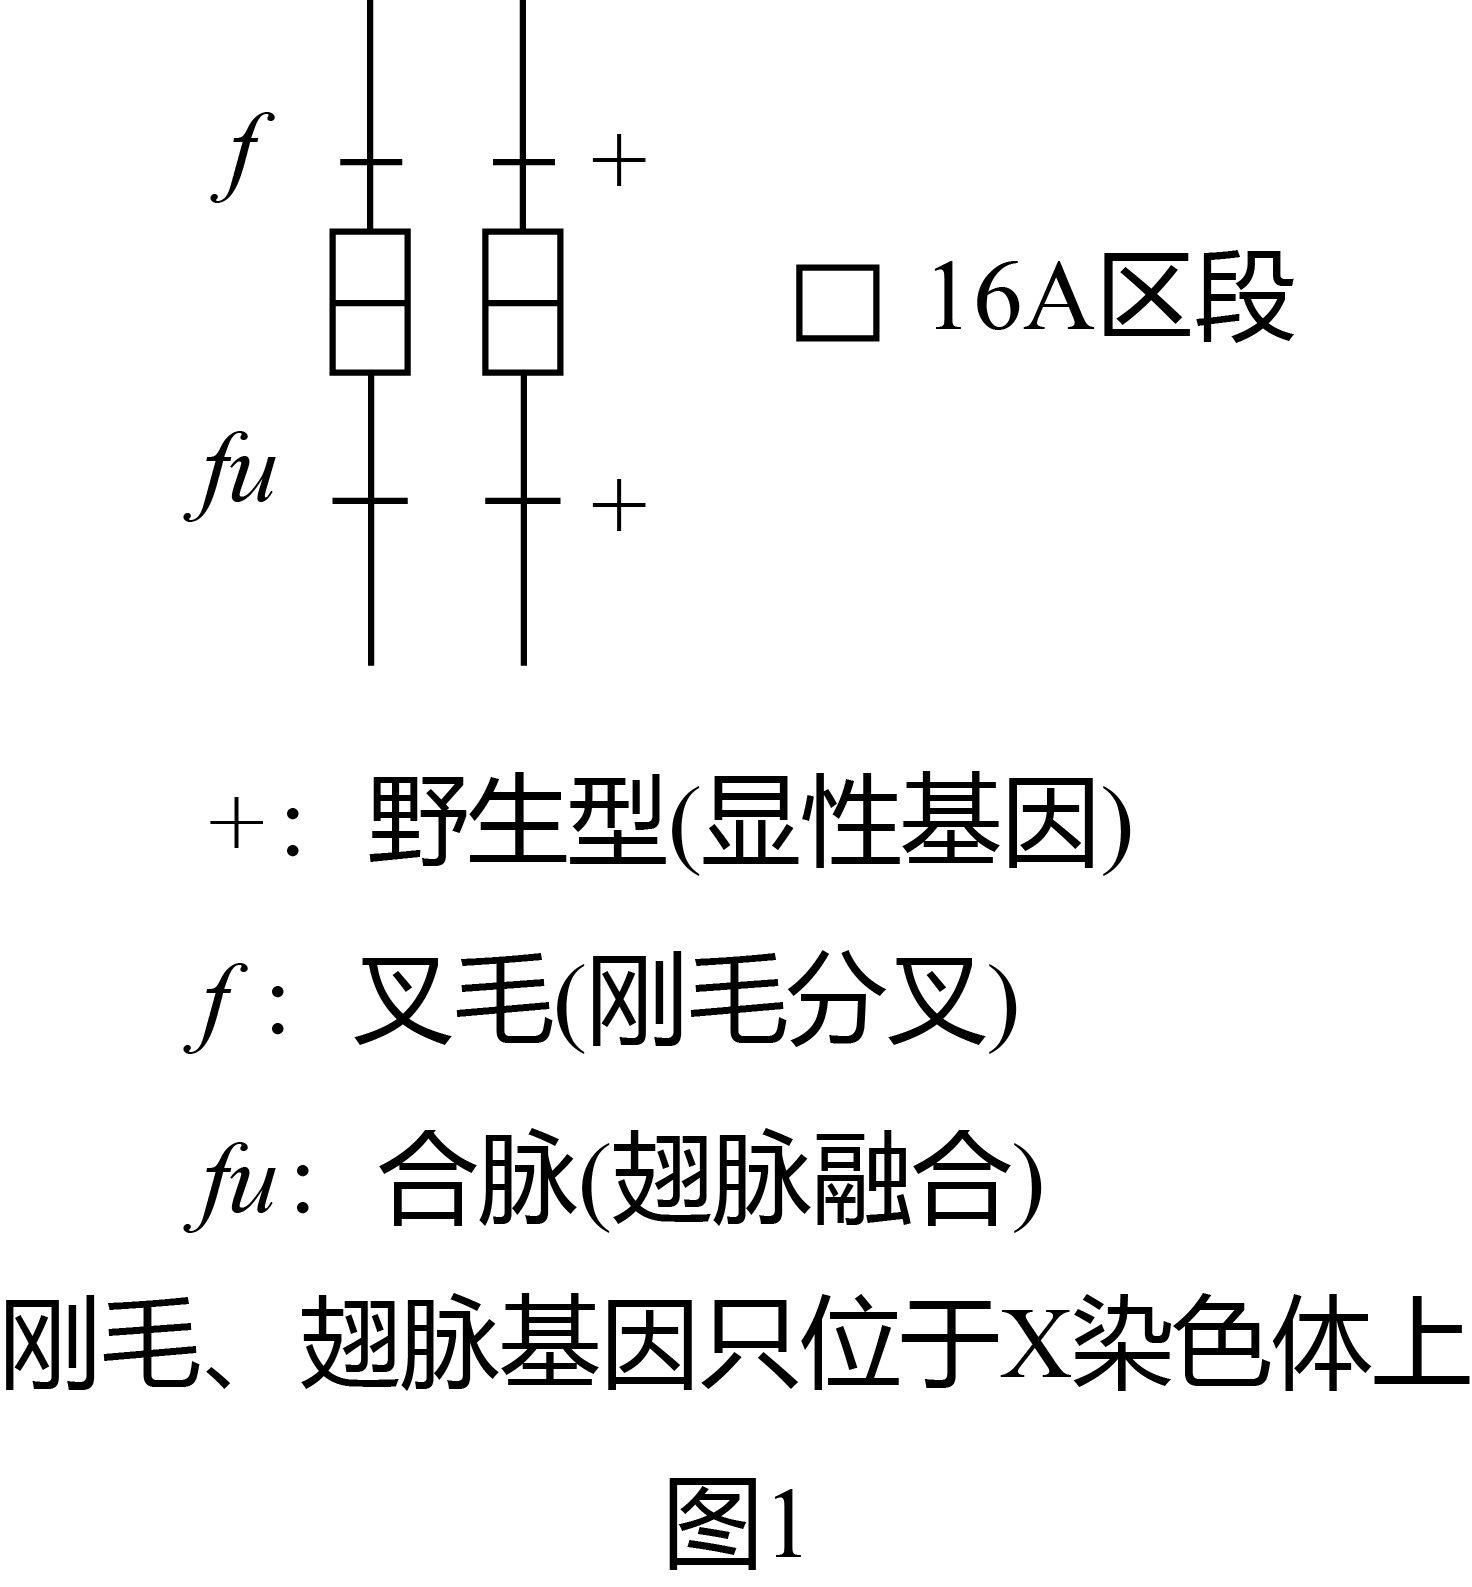 f +
16A区段
fu +
+: 野生型(显性基因)
f: 叉毛(刚毛分叉)
fu: 合脉(翅脉融合)
刚毛、翅脉基因只位于X染色体上
图1